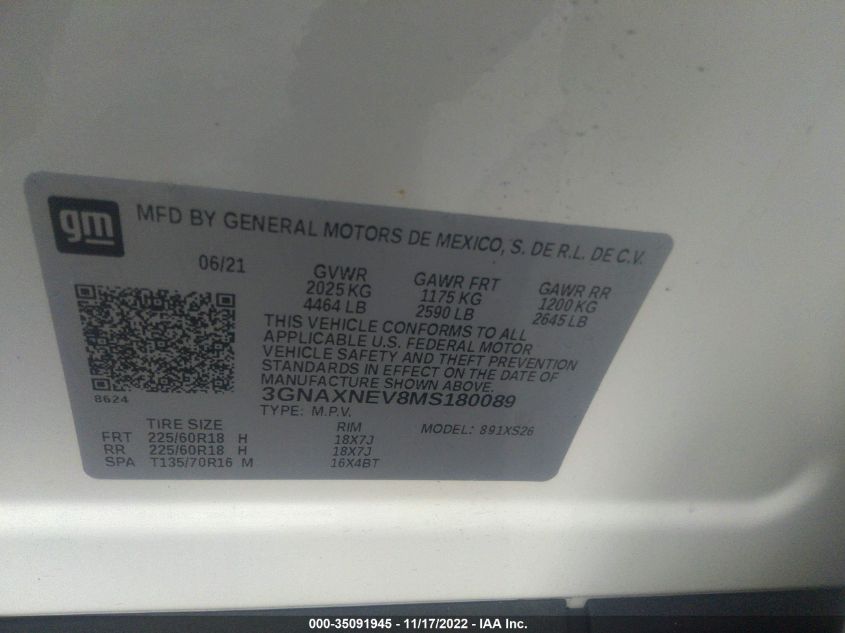 gm
MFD BY GENERAL MOTORS DE MEXICO, S. DE R.L. DE C.V.
06/21
GVWR GAWR FRT GAWR RR
2025 KG 1175 KG 1200 KG
4464 LB 2590 LB 2645 LB
THIS VEHICLE CONFORMS TO ALL
APPLICABLE U.S. FEDERAL MOTOR
VEHICLE SAFETY AND THEFT PREVENTION
STANDARDS IN EFFECT ON THE DATE OF
MANUFACTURE SHOWN ABOVE.
8624
3GNAXNEV8MS180089
TYPE: M.P.V.
TIRE SIZE RIM MODEL: 891XS26
FRT 225/60R18 H 18X7J
RR 225/60R18 H 18X7J
SPA T135/70R16 M 16X4BT
000-35091945 - 11/17/2022 - IAA Inc.